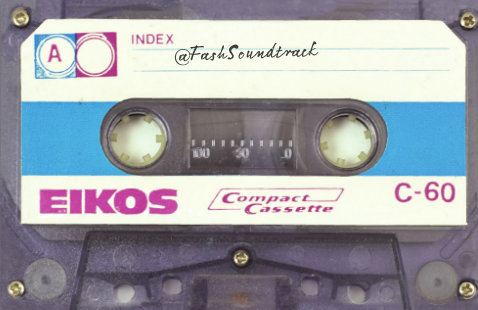 A INDEX
@FashSoundtrack
100 50 0
EIKOS Compact Cassette C-60